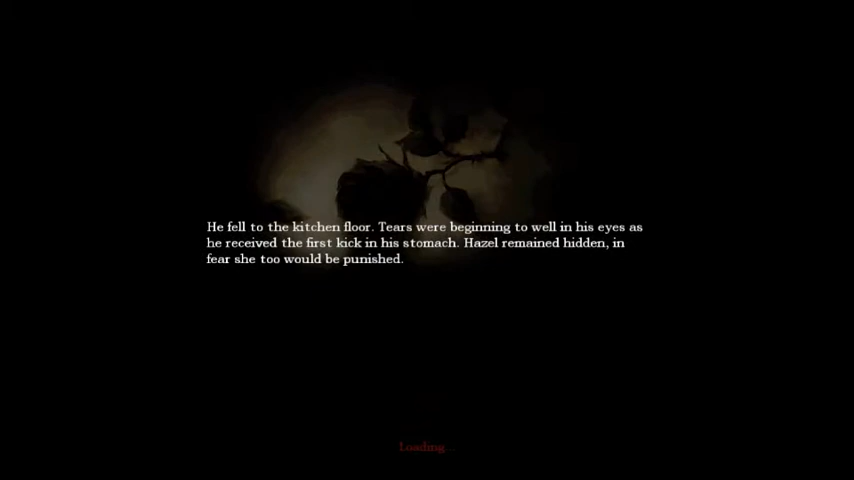 He fell to the kitchen floor. Tears were beginning to well in his eyes as
he received the first kick in his stomach. Hazel remained hidden, in
fear she too would be punished.
Loading...